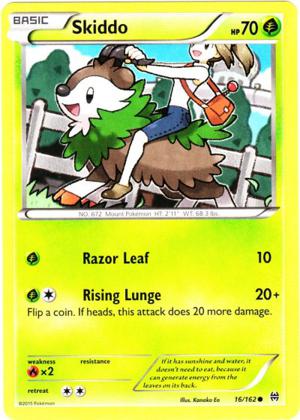 BASIC
Skiddo HP70
NO. 672 Mount Pokémon HT: 2'11" WT: 68.3 lbs.
Razor Leaf 10
Rising Lunge 20+
Flip a coin. If heads, this attack does 20 more damage.
weakness resistance
×2
retreat
If it has sunshine and water, it
doesn't need to eat, because it
can generate energy from the
leaves on its back.
©2015 Pokémon Illus. Kanako Eo 16/162